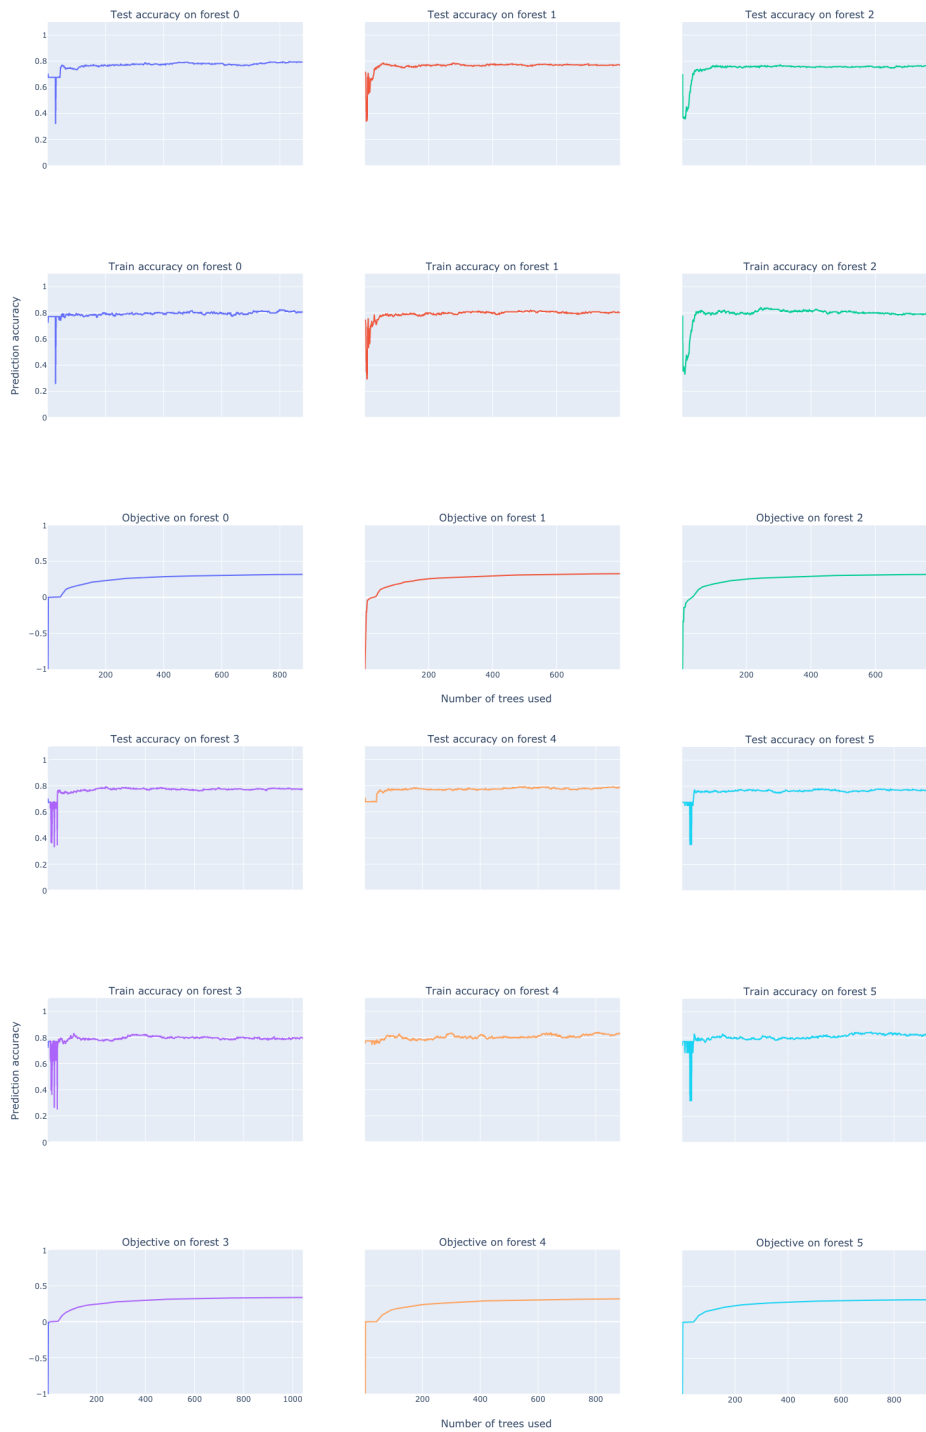 Test accuracy on forest 0
Test accuracy on forest 1
Test accuracy on forest 2
1
0.8
0.6
0.4
0.2
0
Train accuracy on forest 0
Train accuracy on forest 1
Train accuracy on forest 2
Prediction accuracy
1
0.8
0.6
0.4
0.2
0
Objective on forest 0
Objective on forest 1
Objective on forest 2
1
0.5
0
−0.5
−1
200 400 600 800
200 400 600
200 400 600
Number of trees used
Test accuracy on forest 3
Test accuracy on forest 4
Test accuracy on forest 5
1
0.8
0.6
0.4
0.2
0
Train accuracy on forest 3
Train accuracy on forest 4
Train accuracy on forest 5
Prediction accuracy
1
0.8
0.6
0.4
0.2
0
Objective on forest 3
Objective on forest 4
Objective on forest 5
1
0.5
0
−0.5
−1
200 400 600 800 1000
200 400 600 800
200 400 600 800
Number of trees used